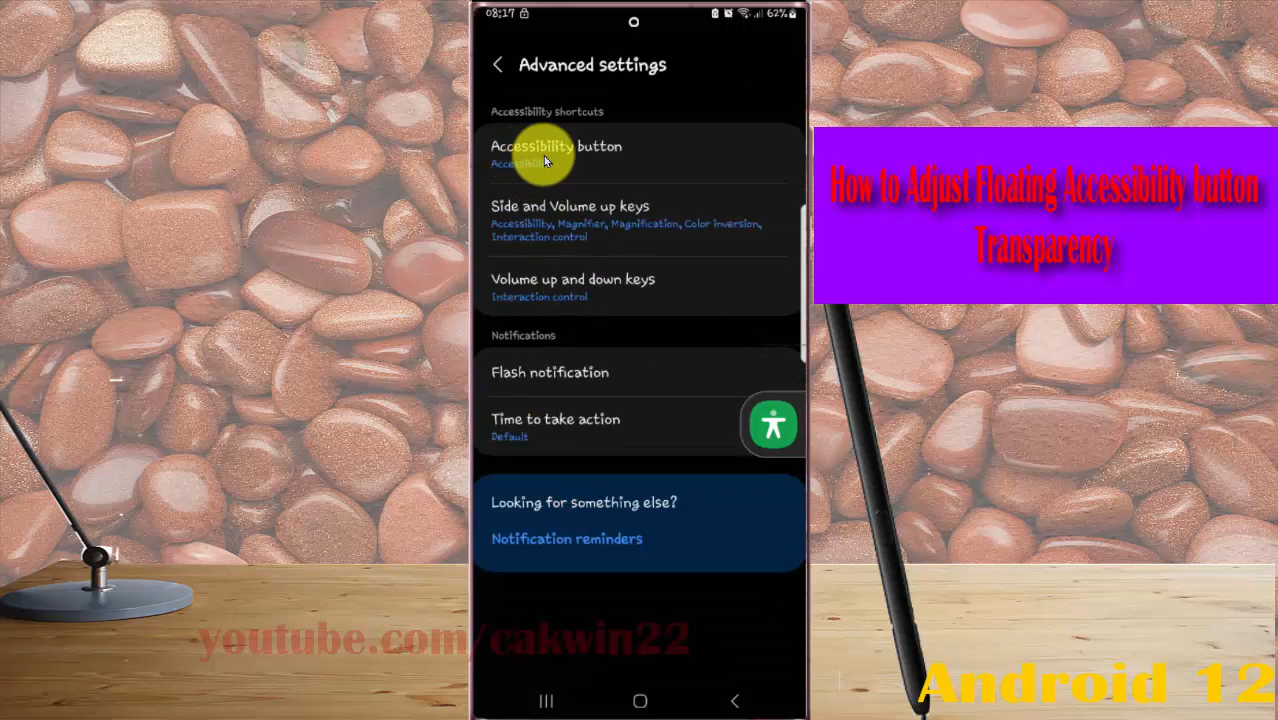 08:17
62%
Advanced settings
Accessibility shortcuts
Accessibility button
Side and Volume up keys
Accessibility, Magnifier, Magnification, Color inversion,
Interaction control
Volume up and down keys
Interaction control
Notifications
Flash notification
Time to take action
Default
Looking for something else?
Notification reminders
How to Adjust Floating Accessibility button
Transparency
youtube.com/cakwin22
Android 12